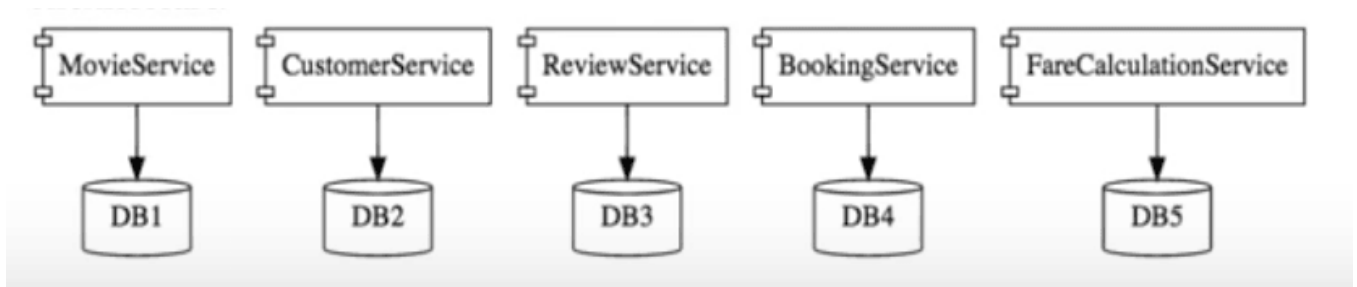 MovieService
CustomerService
ReviewService
BookingService
FareCalculationService
DB1
DB2
DB3
DB4
DB5